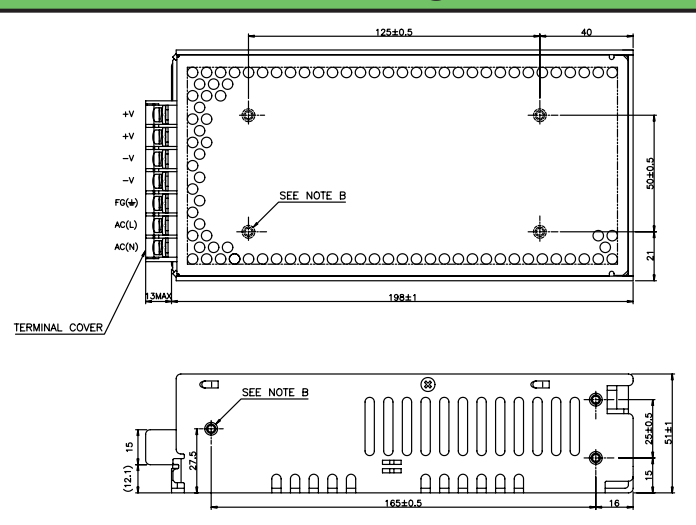 125±0.5
40
+V
+V
-V
-V
FG(⏚)
AC(L)
AC(N)
SEE NOTE B
50±0.5
21
13MAX
198±1
TERMINAL COVER
SEE NOTE B
15
(12.1)
27.5
25±0.5
51±1
15
165±0.5
16